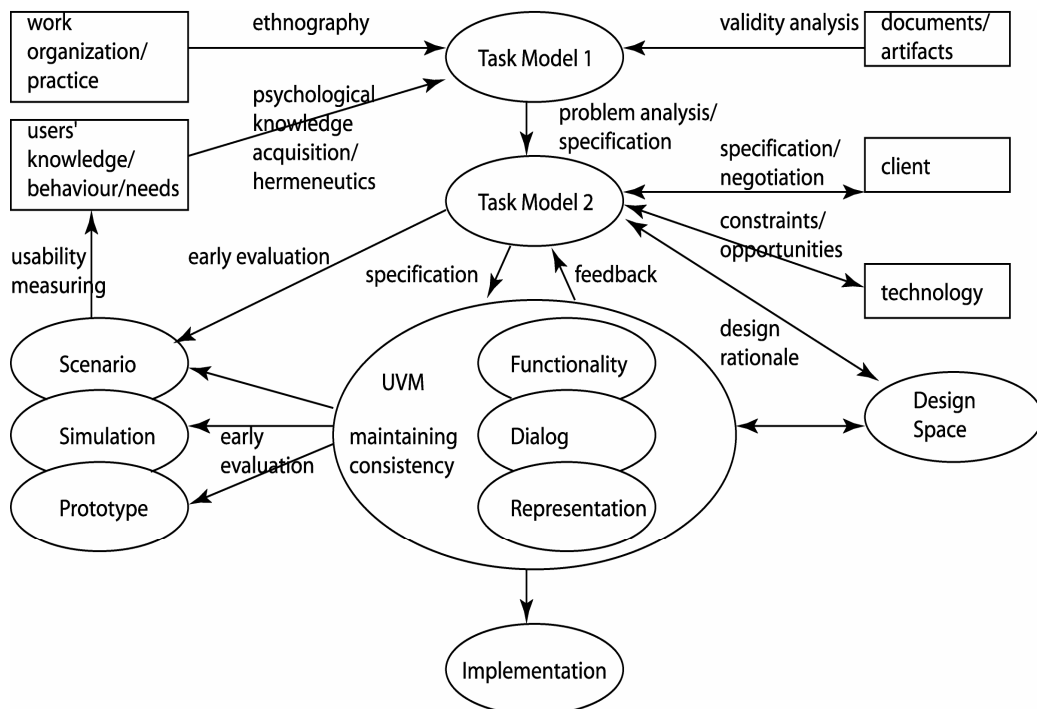 work
organization/
practice
ethnography
Task Model 1
validity analysis
documents/
artifacts
users'
knowledge/
behaviour/needs
psychological
knowledge
acquisition/
hermeneutics
problem analysis/
specification
Task Model 2
specification/
negotiation
client
constraints/
opportunities
technology
usability
measuring
early evaluation
specification
feedback
design
rationale
Scenario
Simulation
Prototype
early
evaluation
UVM
maintaining
consistency
Functionality
Dialog
Representation
Design
Space
Implementation